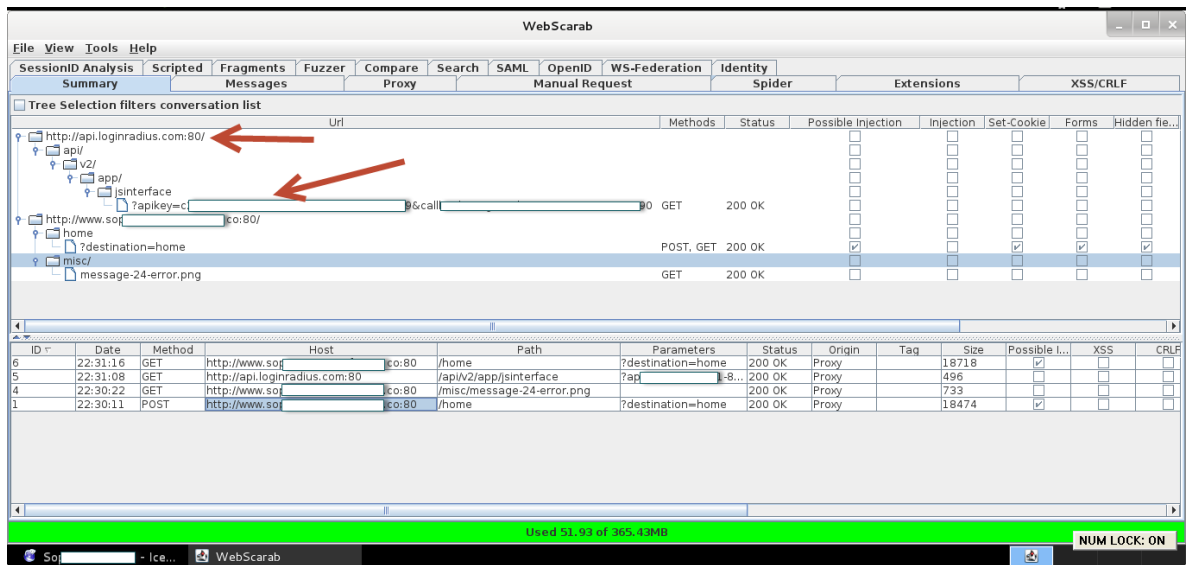 WebScarab
File View Tools Help
SessionID Analysis Scripted Fragments Fuzzer Compare Search SAML OpenID WS-Federation Identity
Summary Messages Proxy Manual Request Spider Extensions XSS/CRLF
Tree Selection filters conversation list
Url Methods Status Possible Injection Injection Set-Cookie Forms Hidden fie...
http://api.loginradius.com:80/
api/
v2/
app/
jsinterface
?apikey=c 9&call 90 GET 200 OK
http://www.sop co:80/
home
?destination=home POST, GET 200 OK
misc/
message-24-error.png GET 200 OK
ID Date Method Host Path Parameters Status Origin Tag Size Possible I... XSS CRLF
6 22:31:16 GET http://www.sop co:80 /home ?destination=home 200 OK Proxy 18718
5 22:31:08 GET http://api.loginradius.com:80 /api/v2/app/jsinterface ?ap 1-8... 200 OK Proxy 496
4 22:30:22 GET http://www.sop co:80 /misc/message-24-error.png 200 OK Proxy 733
1 22:30:11 POST http://www.sop co:80 /home ?destination=home 200 OK Proxy 18474
Used 51.93 of 365.43MB
NUM LOCK: ON
Sop - Ice... WebScarab